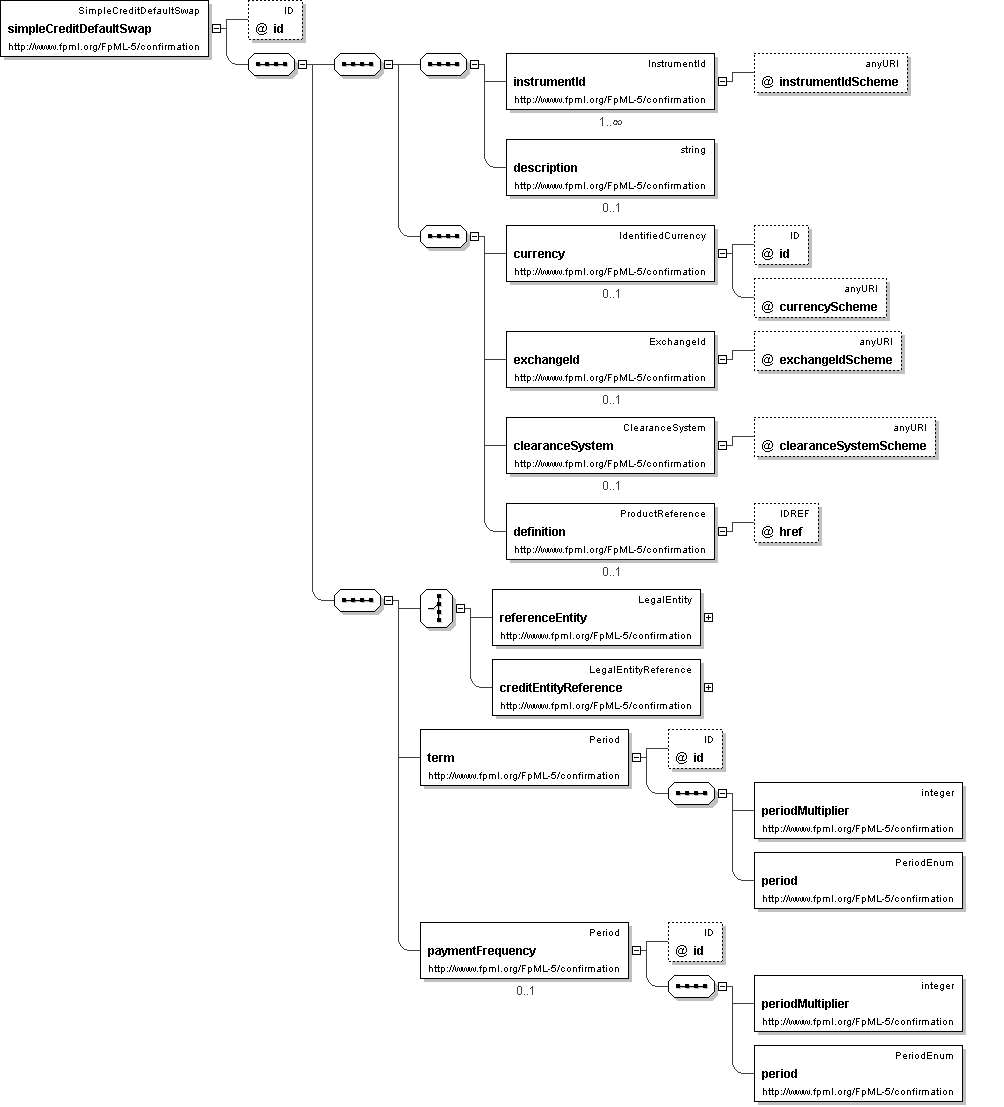 SimpleCreditDefaultSwap
simpleCreditDefaultSwap
http://www.fpml.org/FpML-5/confirmation
ID
@ id
InstrumentId
instrumentId
http://www.fpml.org/FpML-5/confirmation
1..∞
anyURI
@ instrumentIdScheme
string
description
http://www.fpml.org/FpML-5/confirmation
0..1
IdentifiedCurrency
currency
http://www.fpml.org/FpML-5/confirmation
0..1
ID
@ id
anyURI
@ currencyScheme
ExchangeId
exchangeId
http://www.fpml.org/FpML-5/confirmation
0..1
anyURI
@ exchangeIdScheme
ClearanceSystem
clearanceSystem
http://www.fpml.org/FpML-5/confirmation
0..1
anyURI
@ clearanceSystemScheme
ProductReference
definition
http://www.fpml.org/FpML-5/confirmation
0..1
IDREF
@ href
LegalEntity
referenceEntity
http://www.fpml.org/FpML-5/confirmation
LegalEntityReference
creditEntityReference
http://www.fpml.org/FpML-5/confirmation
Period
term
http://www.fpml.org/FpML-5/confirmation
ID
@ id
integer
periodMultiplier
http://www.fpml.org/FpML-5/confirmation
PeriodEnum
period
http://www.fpml.org/FpML-5/confirmation
Period
paymentFrequency
http://www.fpml.org/FpML-5/confirmation
0..1
ID
@ id
integer
periodMultiplier
http://www.fpml.org/FpML-5/confirmation
PeriodEnum
period
http://www.fpml.org/FpML-5/confirmation